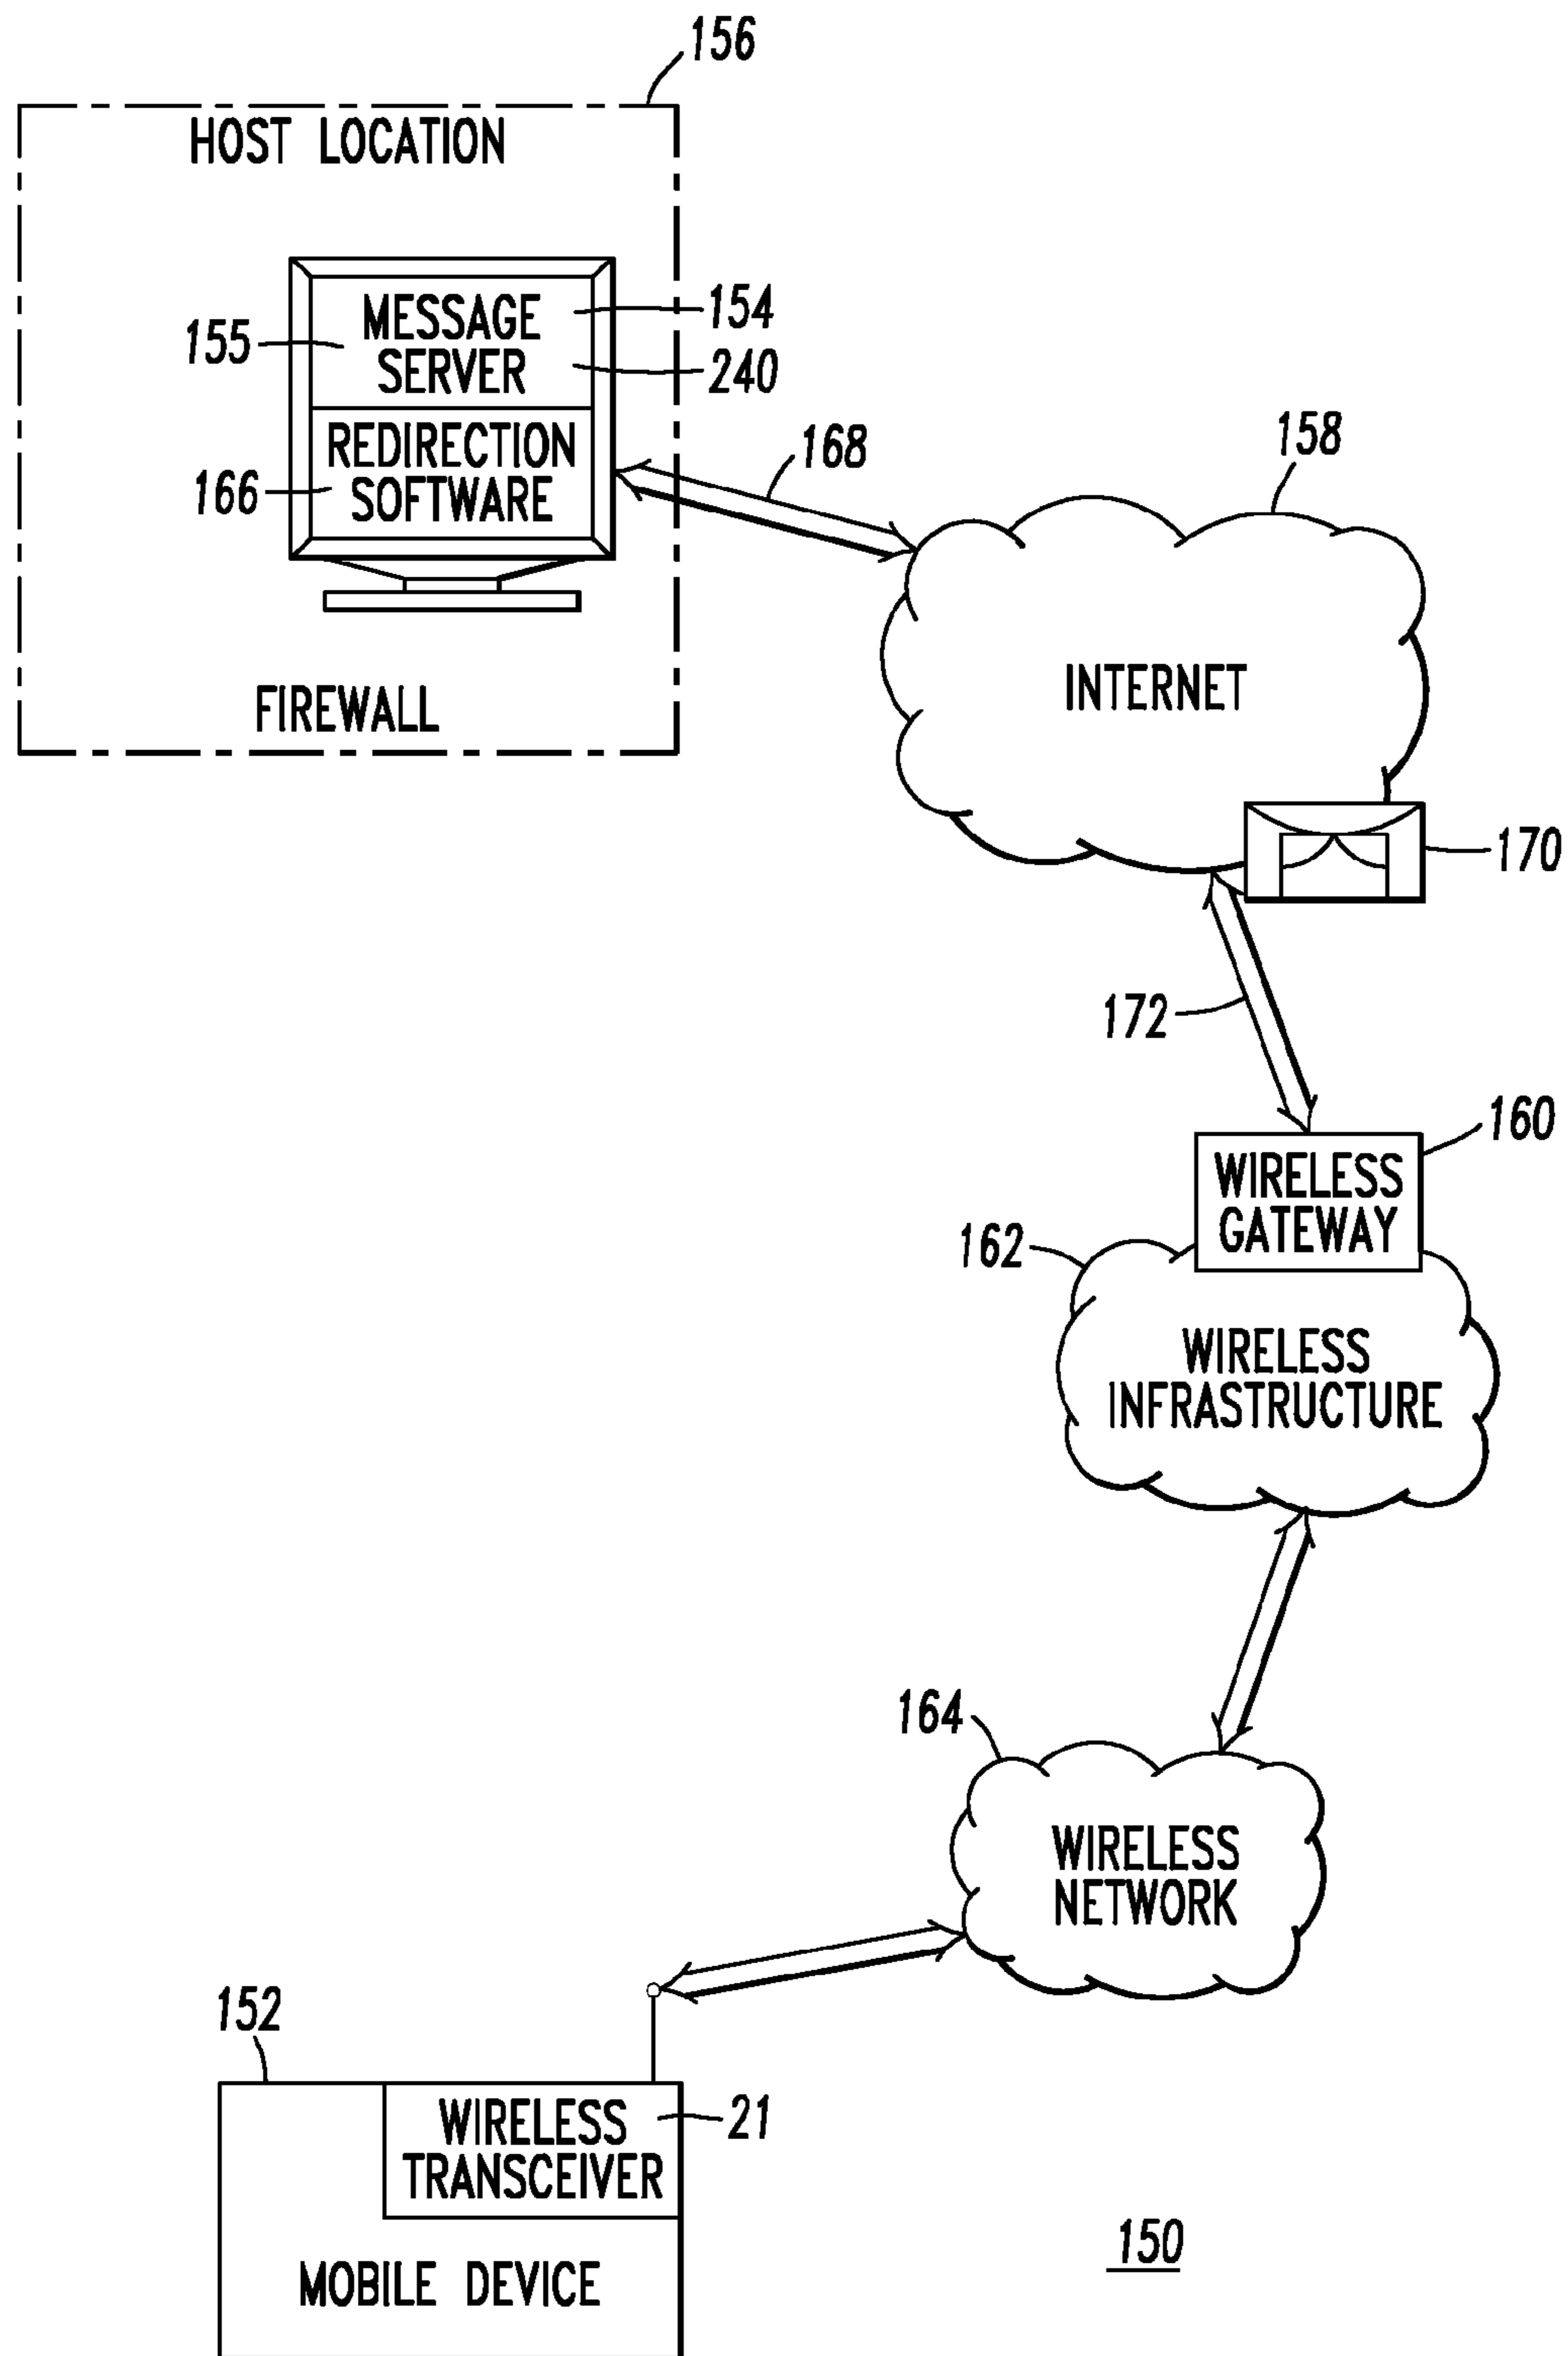 156
HOST LOCATION
MESSAGE
SERVER
154
155
240
REDIRECTION
SOFTWARE
166
168
158
FIREWALL
INTERNET
170
172
160
WIRELESS
GATEWAY
162
WIRELESS
INFRASTRUCTURE
164
WIRELESS
NETWORK
152
WIRELESS
TRANSCEIVER
21
MOBILE DEVICE
150